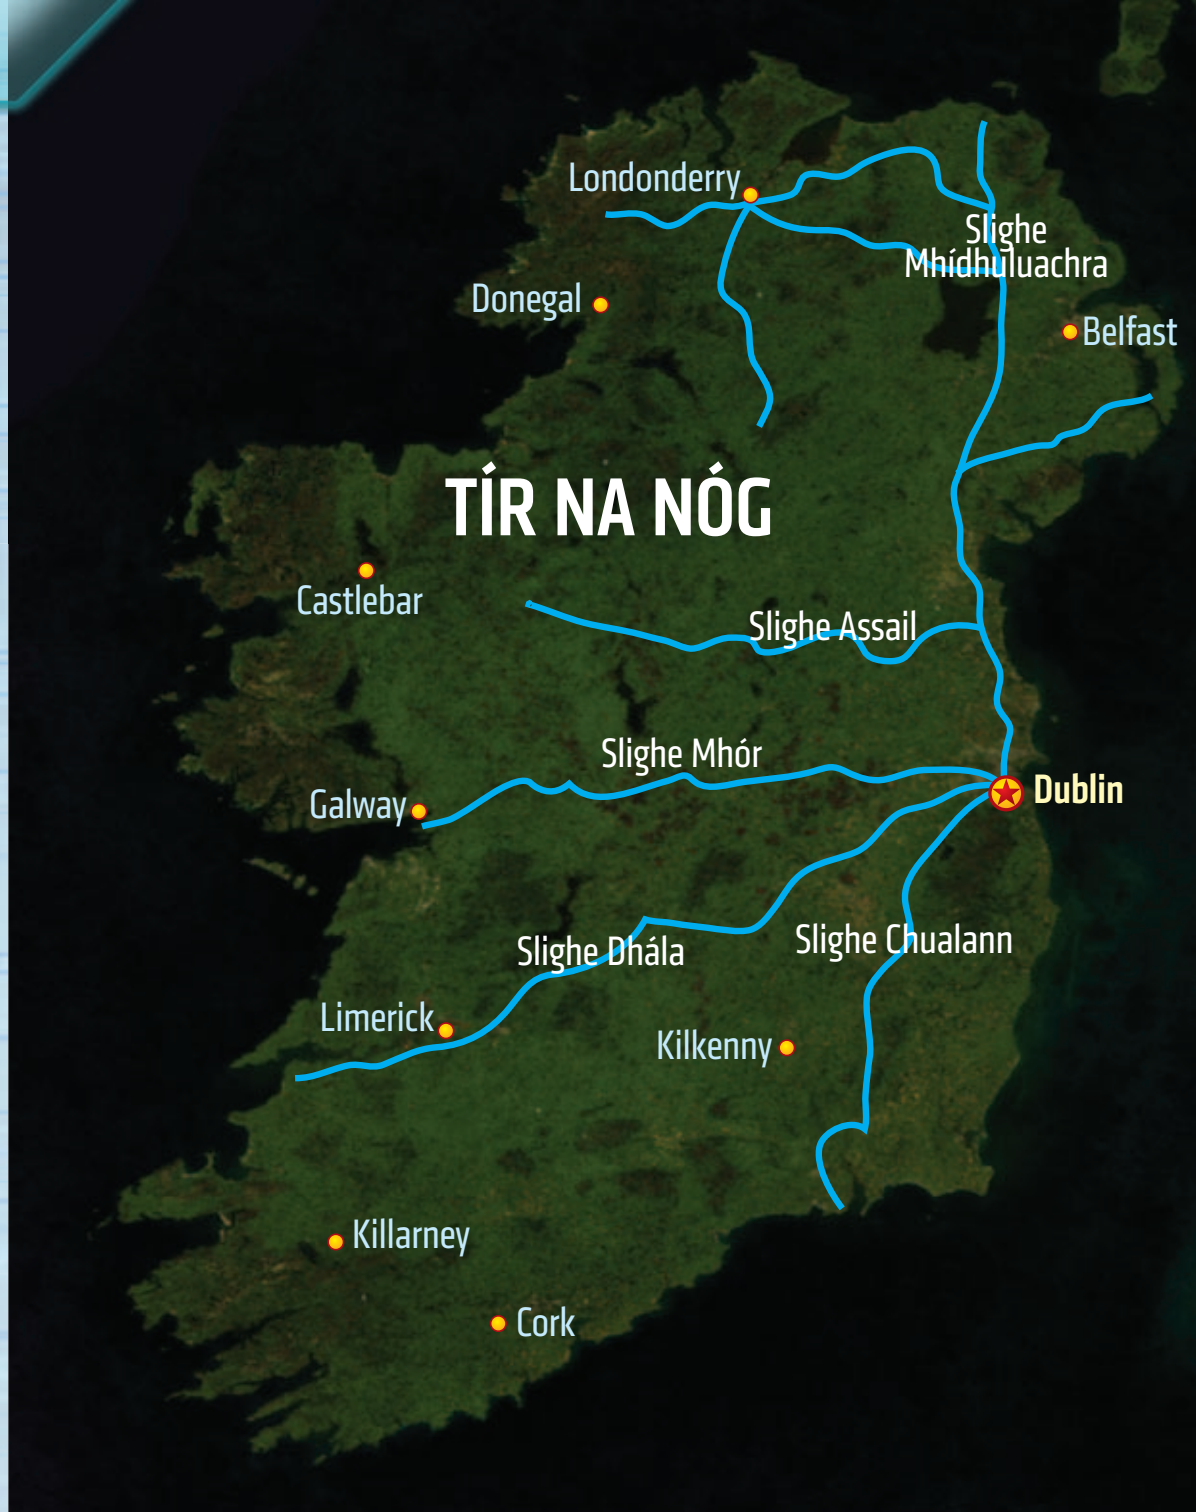 Londonderry
Slighe
Mhídhuluachra
Donegal
Belfast
TÍR NA NÓG
Castlebar
Slighe Assail
Slighe Mhór
Galway
Dublin
Slighe Dhála
Slighe Chualann
Limerick
Kilkenny
Killarney
Cork